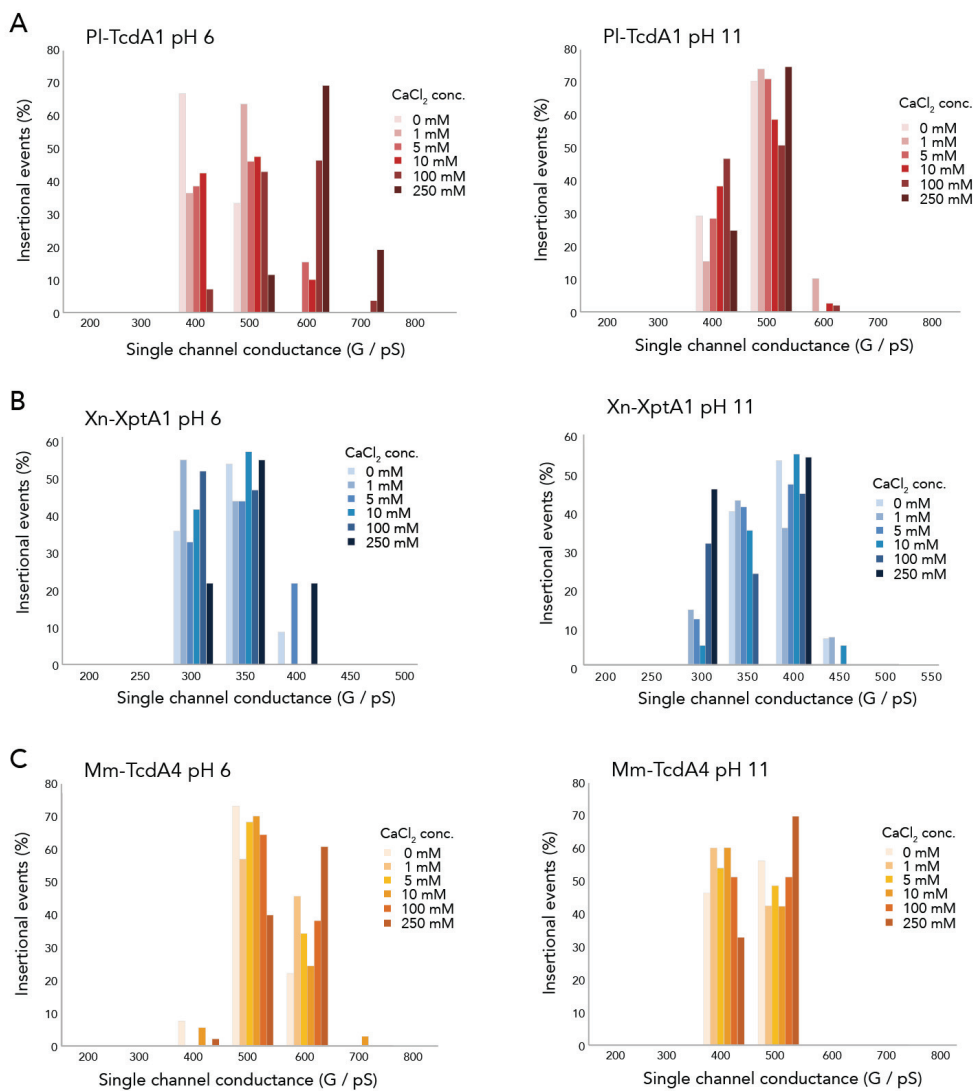 A
Pl-TcdA1 pH 6
80
70
60
50
40
30
20
10
0
Insertional events (%)
CaCl2 conc.
0 mM
1 mM
5 mM
10 mM
100 mM
250 mM
200 300 400 500 600 700 800
Single channel conductance (G / pS)
Pl-TcdA1 pH 11
80
70
60
50
40
30
20
10
0
Insertional events (%)
CaCl2 conc.
0 mM
1 mM
5 mM
10 mM
100 mM
250 mM
200 300 400 500 600 700 800
Single channel conductance (G / pS)
B
Xn-XptA1 pH 6
60
50
40
30
20
10
0
Insertional events (%)
CaCl2 conc.
0 mM
1 mM
5 mM
10 mM
100 mM
250 mM
200 250 300 350 400 450 500
Single channel conductance (G / pS)
Xn-XptA1 pH 11
60
50
40
30
20
10
0
Insertional events (%)
CaCl2 conc.
0 mM
1 mM
5 mM
10 mM
100 mM
250 mM
200 250 300 350 400 450 500 550
Single channel conductance (G / pS)
C
Mm-TcdA4 pH 6
80
70
60
50
40
30
20
10
0
Insertional events (%)
CaCl2 conc.
0 mM
1 mM
5 mM
10 mM
100 mM
250 mM
200 300 400 500 600 700 800
Single channel conductance (G / pS)
Mm-TcdA4 pH 11
80
70
60
50
40
30
20
10
0
Insertional events (%)
CaCl2 conc.
0 mM
1 mM
5 mM
10 mM
100 mM
250 mM
200 300 400 500 600 700 800
Single channel conductance (G / pS)